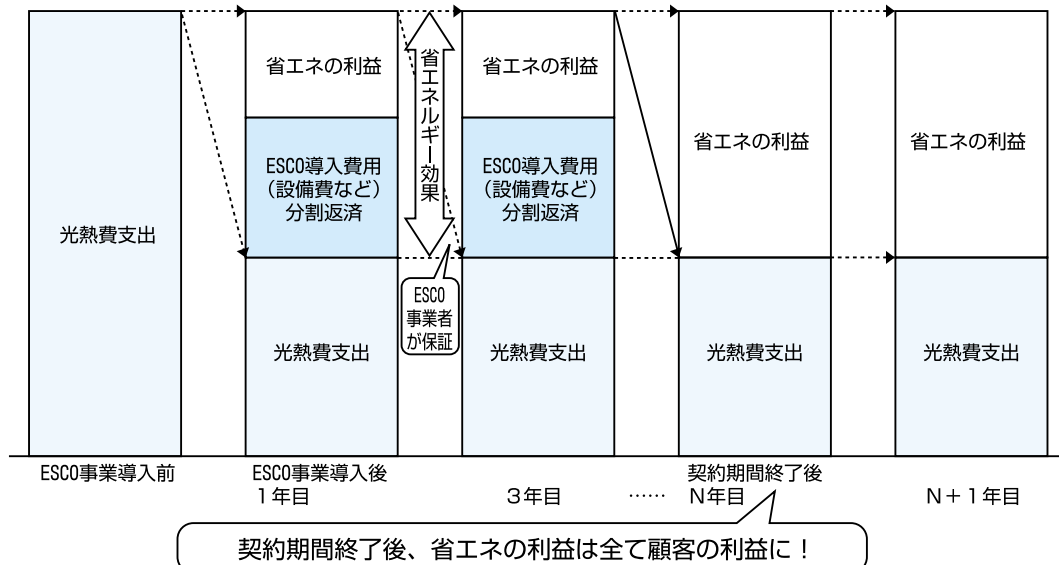 光熱費支出
省エネの利益
ESCO導入費用
（設備費など）
分割返済
光熱費支出
省エネルギー効果
ESCO
事業者
が保証
省エネの利益
ESCO導入費用
（設備費など）
分割返済
光熱費支出
省エネの利益
光熱費支出
省エネの利益
光熱費支出
ESCO事業導入前
ESCO事業導入後
１年目
３年目
……
契約期間終了後
Ｎ年目
Ｎ＋１年目
契約期間終了後、省エネの利益は全て顧客の利益に！